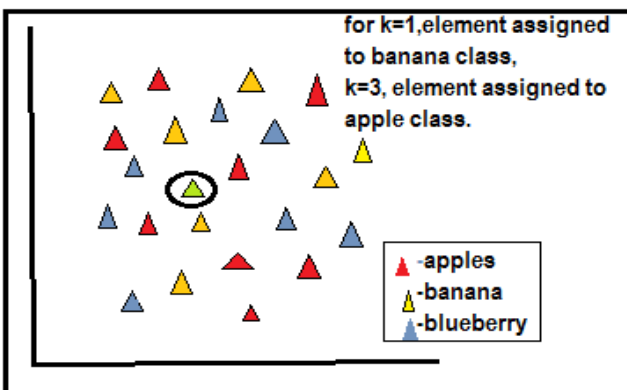 for k=1,element assigned
to banana class,
k=3, element assigned to
apple class.
-apples
-banana
-blueberry